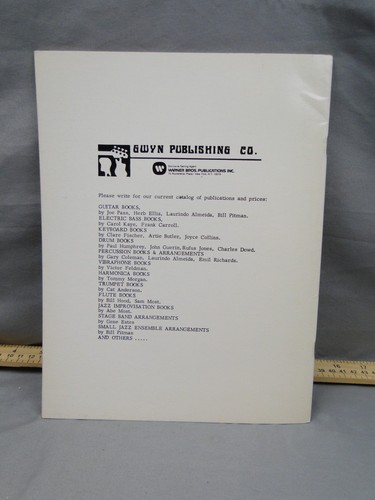 GWYN PUBLISHING CO.
WARNER BROS. PUBLICATIONS, INC.
Please write for our current catalog of publications and prices:
GUITAR BOOKS,
by Joe Pass, Herb Ellis, Laurindo Almeida, Bill Pitman.
ELECTRIC BASS BOOKS,
by Carol Kaye, Frank Carroll.
KEYBOARD BOOKS
by Clare Fischer, Artie Butler, Joyce Collins.
DRUM BOOKS
by Paul Humphrey, John Guerin, Rufus Jones, Charles Dowd.
PERCUSSION BOOKS & ARRANGEMENTS
by Gary Coleman, Laurindo Almeida, Emil Richards.
VIBRAPHONE BOOKS
by Victor Feldman.
HARMONICA BOOKS
by Tommy Morgan.
TRUMPET BOOKS
by Cat Anderson.
FLUTE BOOKS
by Bill Hood, Sam Most.
JAZZ IMPROVISATION BOOKS
by Abe Most.
STAGE BAND ARRANGEMENTS
by Gene Estes
SMALL JAZZ ENSEMBLE ARRANGEMENTS
by Bill Pitman
AND OTHERS .....